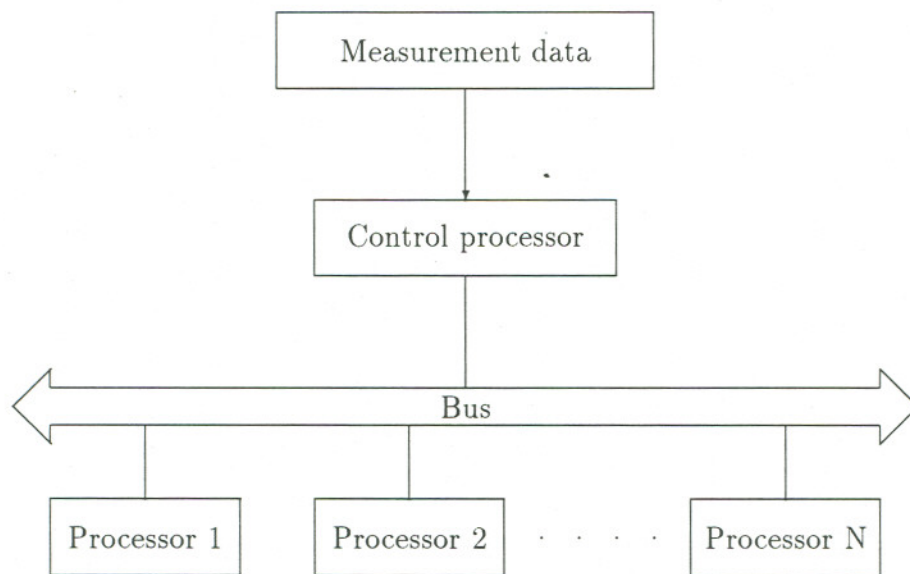 Measurement data
Control processor
Bus
Processor 1
Processor 2
. . . .
Processor N